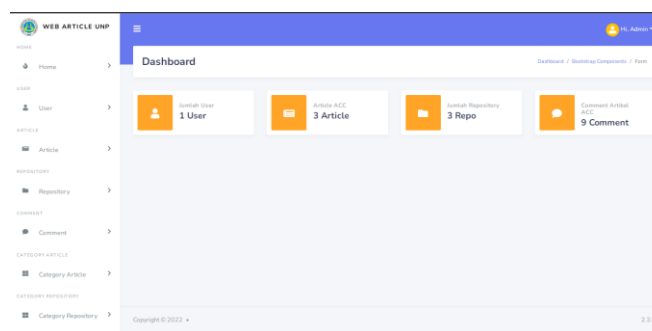 WEB ARTICLE UNP
HOME
Home
USER
User
ARTICLE
Article
REPOSITORY
Repository
COMMENT
Comment
CATEGORY ARTICLE
Category Article
CATEGORY REPOSITORY
Category Repository
Hi, Admin
Dashboard
Dashboard / Bootstrap Components / Form
Jumlah User
1 User
Article ACC
3 Article
Jumlah Repository
3 Repo
Comment Artikel
ACC
9 Comment
Copyright © 2022 •
2.3.